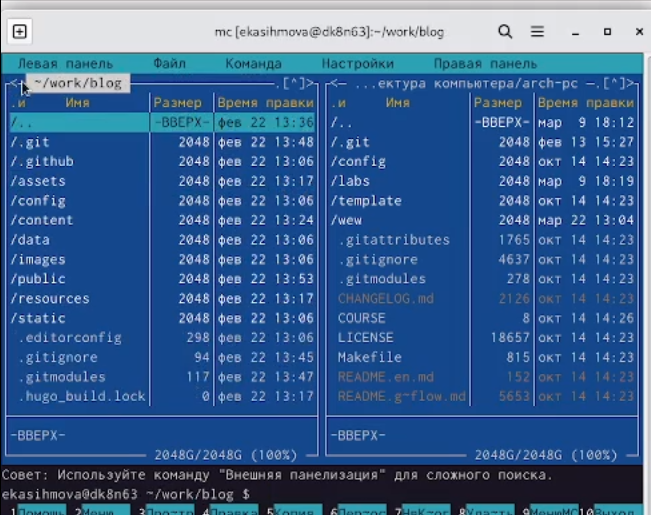 mc [ekasihmova@dk8n63]:~/work/blog
Левая панель Файл Команда Настройки Правая панель
<─ ~/work/blog .[^]> <─ ...ектура компьютера/arch-pc ─.[^]>
.и Имя Размер Время правки .и Имя Размер Время правки
/.. -ВВЕРХ- фев 22 13:36 /.. -ВВЕРХ- мар 9 18:12
/.git 2048 фев 22 13:48 /.git 2048 фев 13 15:27
/.github 2048 фев 22 13:06 /config 2048 окт 14 14:23
/assets 2048 фев 22 13:17 /labs 2048 мар 9 18:19
/config 2048 фев 22 13:06 /template 2048 окт 14 14:23
/content 2048 фев 22 13:24 /wew 2048 мар 22 13:04
/data 2048 фев 22 13:06 .gitattributes 1765 окт 14 14:23
/images 2048 фев 22 13:06 .gitignore 4637 окт 14 14:23
/public 2048 фев 22 13:53 .gitmodules 278 окт 14 14:23
/resources 2048 фев 22 13:17 CHANGELOG.md 2126 окт 14 14:23
/static 2048 фев 22 13:06 COURSE 8 окт 14 14:26
.editorconfig 298 фев 22 13:06 LICENSE 18657 окт 14 14:23
.gitignore 94 фев 22 13:45 Makefile 815 окт 14 14:23
.gitmodules 117 фев 22 13:47 README.en.md 152 окт 14 14:23
.hugo_build.lock 0 фев 22 13:17 README.g-flow.md 5653 окт 14 14:23
-ВВЕРХ- -ВВЕРХ-
2048G/2048G (100%) 2048G/2048G (100%)
Совет: Используйте команду "Внешняя панелизация" для сложного поиска.
ekasihmova@dk8n63 ~/work/blog $